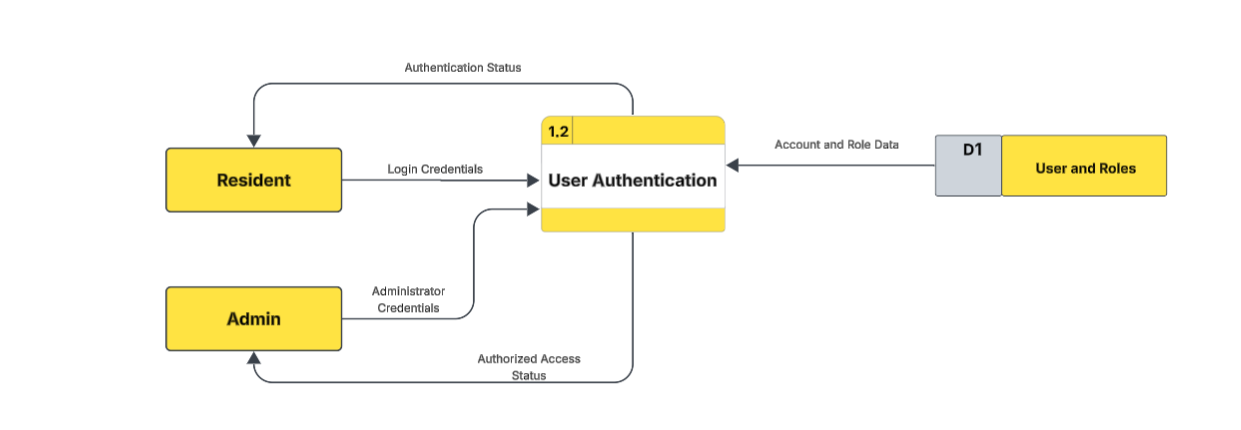 Authentication Status
1.2
User Authentication
Resident
Login Credentials
Account and Role Data
D1
User and Roles
Administrator
Credentials
Admin
Authorized Access
Status